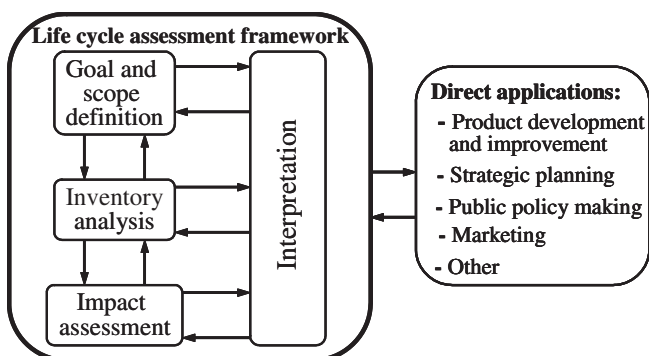 Life cycle assessment framework
Goal and
scope
definition
Inventory
analysis
Impact
assessment
Interpretation
Direct applications:
- Product development
and improvement
- Strategic planning
- Public policy making
- Marketing
- Other